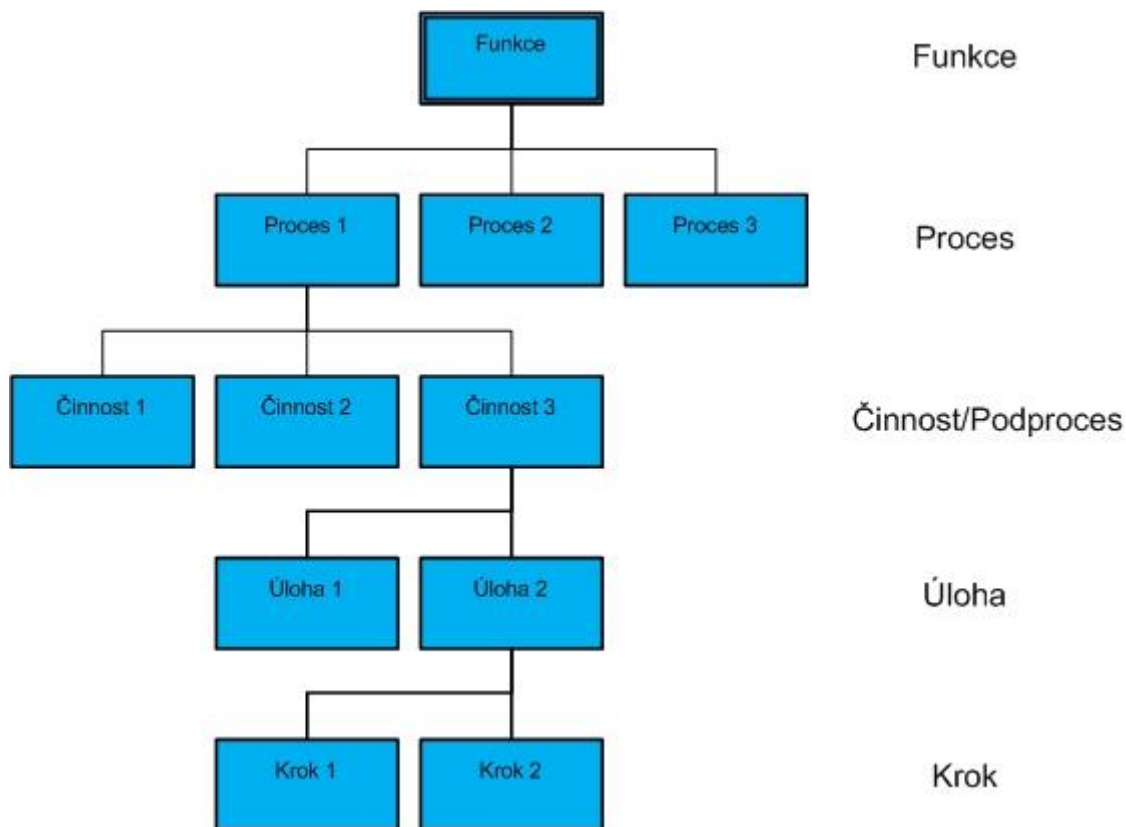 Funkce
Funkce
Proces 1
Proces 2
Proces 3
Proces
Činnost 1
Činnost 2
Činnost 3
Činnost/Podproces
Úloha 1
Úloha 2
Úloha
Krok 1
Krok 2
Krok